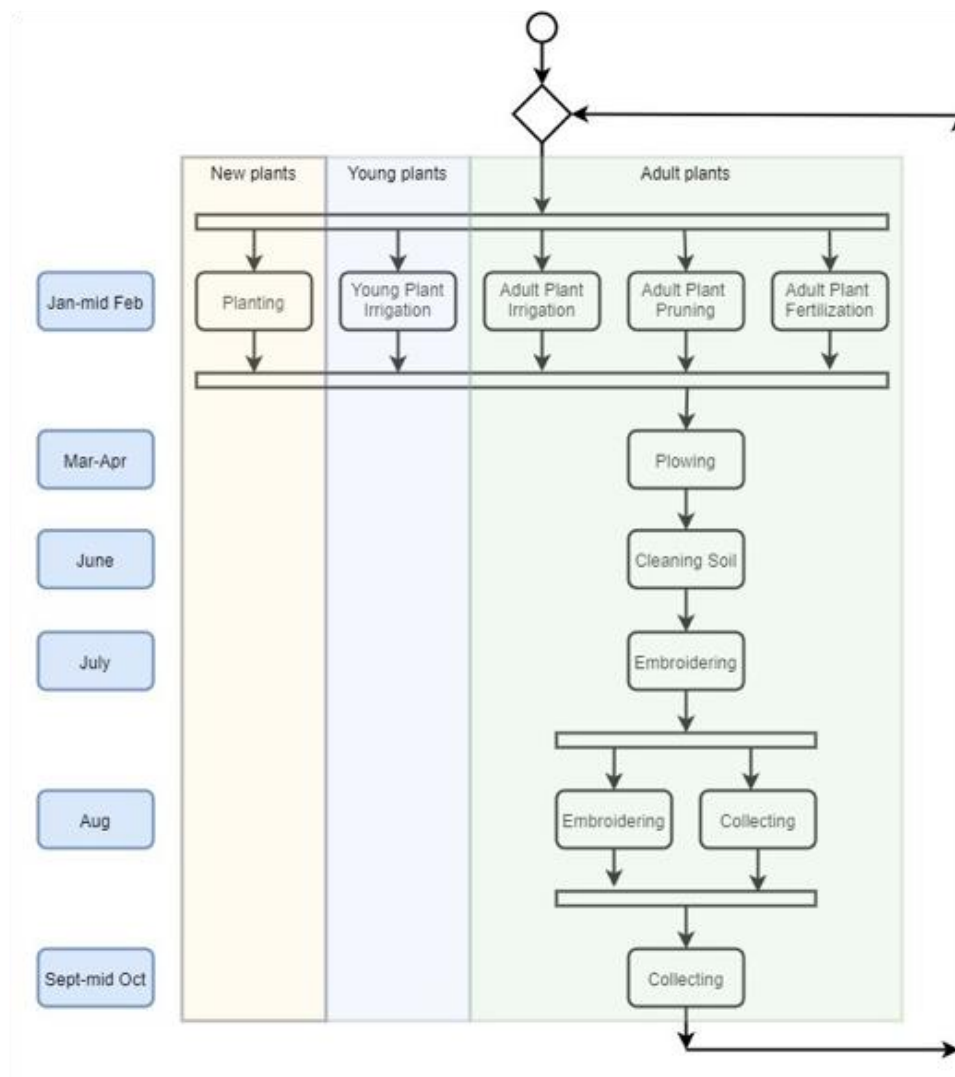 New plants
Young plants
Adult plants
Jan-mid Feb
Planting
Young Plant
Irrigation
Adult Plant
Irrigation
Adult Plant
Pruning
Adult Plant
Fertilization
Mar-Apr
Plowing
June
Cleaning Soil
July
Embroidering
Aug
Embroidering
Collecting
Sept-mid Oct
Collecting